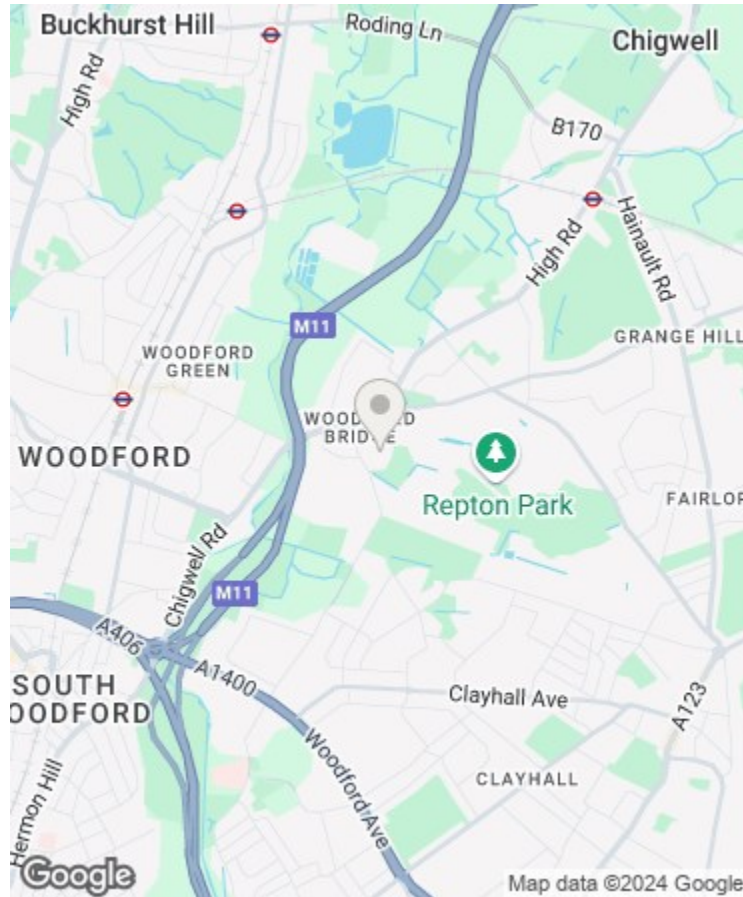 Buckhurst Hill
Roding Ln
Chigwell
High Rd
B170
High Rd
Hainault Rd
M11
GRANGE HILL
WOODFORD
GREEN
BRIDGE
WOODFORD
Repton Park
FAIRLOP
Chigwell Rd
M11
A406
A1400
SOUTH
OODFORD
Clayhall Ave
A123
Woodford Ave
CLAYHALL
Hermon Hill
Google
Map data ©2024 Google